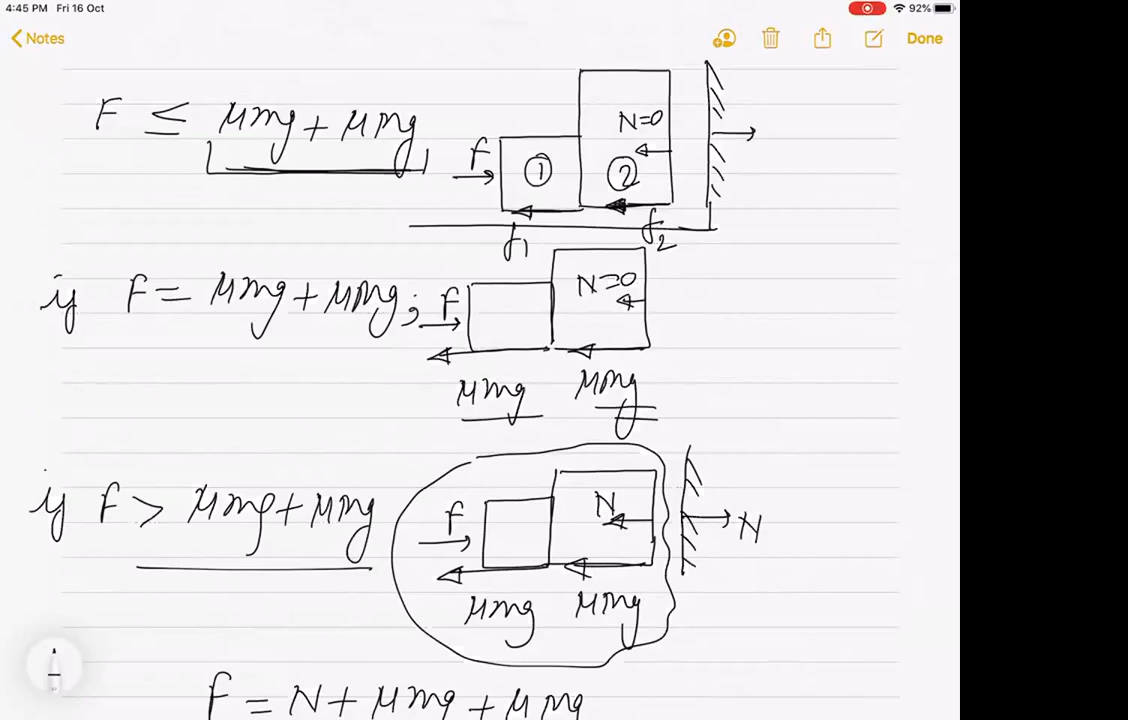 4:45 PM Fri 16 Oct
92%
Notes
Done
F ≤ μmg + μMg
f
①
②
N=0
f1
f2
if F = μmg + μMg;
f
N=0
μmg
μMg
if F > μmg + μMg
f
N
N
μmg
μMg
F = N + μmg + μMg